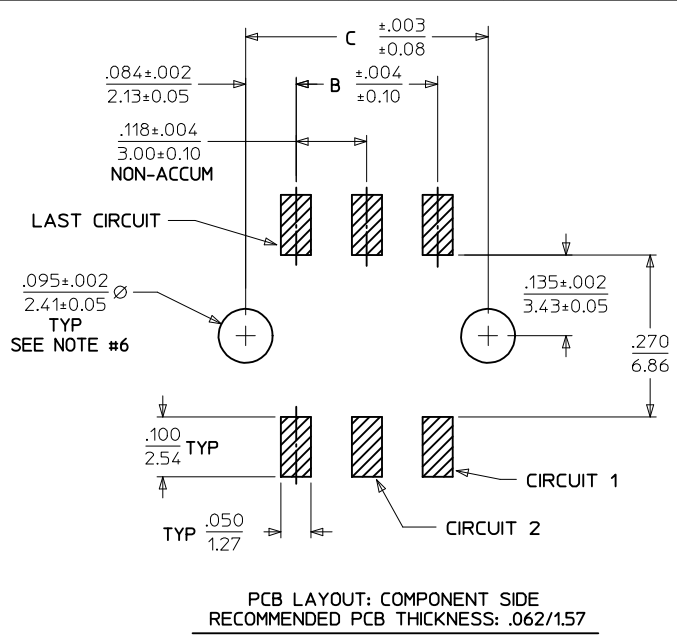 C ±.003
±0.08
.084±.002
2.13±0.05
B ±.004
±0.10
.118±.004
3.00±0.10
NON-ACCUM
LAST CIRCUIT
.095±.002
2.41±0.05 Ø
TYP
SEE NOTE #6
.135±.002
3.43±0.05
.270
6.86
.100
2.54 TYP
CIRCUIT 1
TYP .050
1.27
CIRCUIT 2
PCB LAYOUT: COMPONENT SIDE
RECOMMENDED PCB THICKNESS: .062/1.57